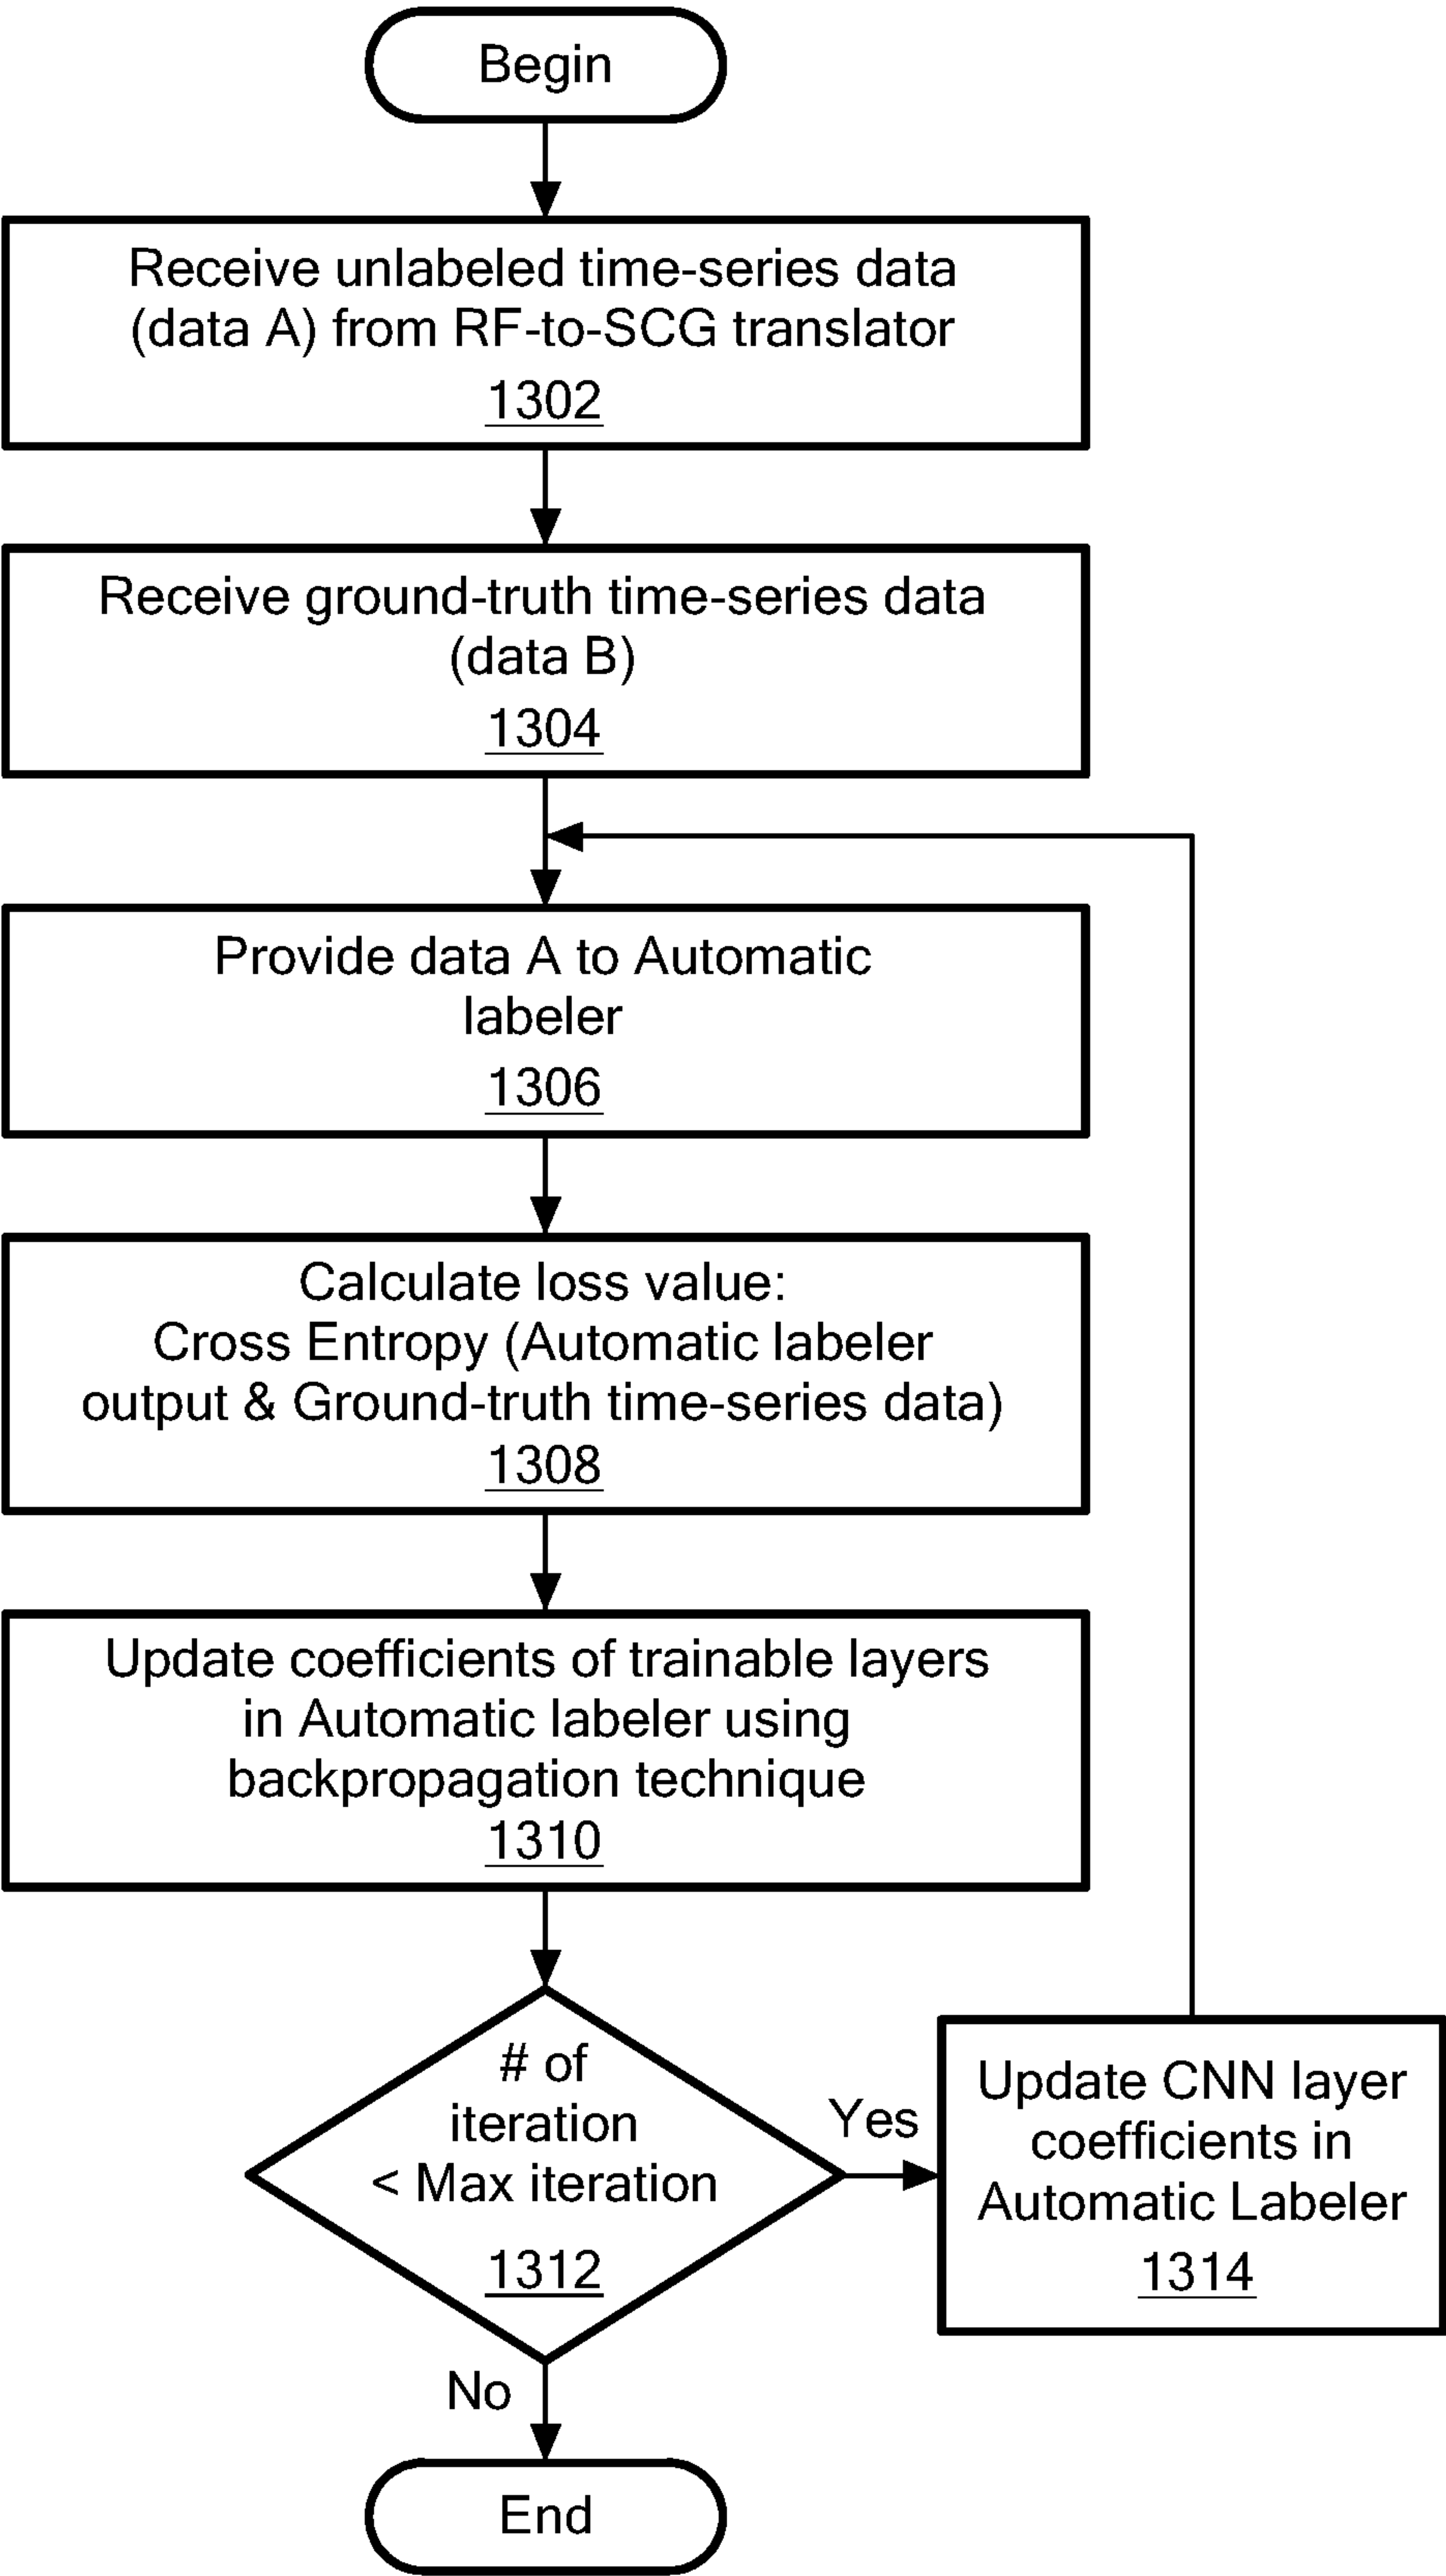 Begin
Receive unlabeled time-series data
(data A) from RF-to-SCG translator
1302
Receive ground-truth time-series data
(data B)
1304
Provide data A to Automatic
labeler
1306
Calculate loss value:
Cross Entropy (Automatic labeler
output & Ground-truth time-series data)
1308
Update coefficients of trainable layers
in Automatic labeler using
backpropagation technique
1310
# of
iteration
< Max iteration
1312
Yes
Update CNN layer
coefficients in
Automatic Labeler
1314
No
End